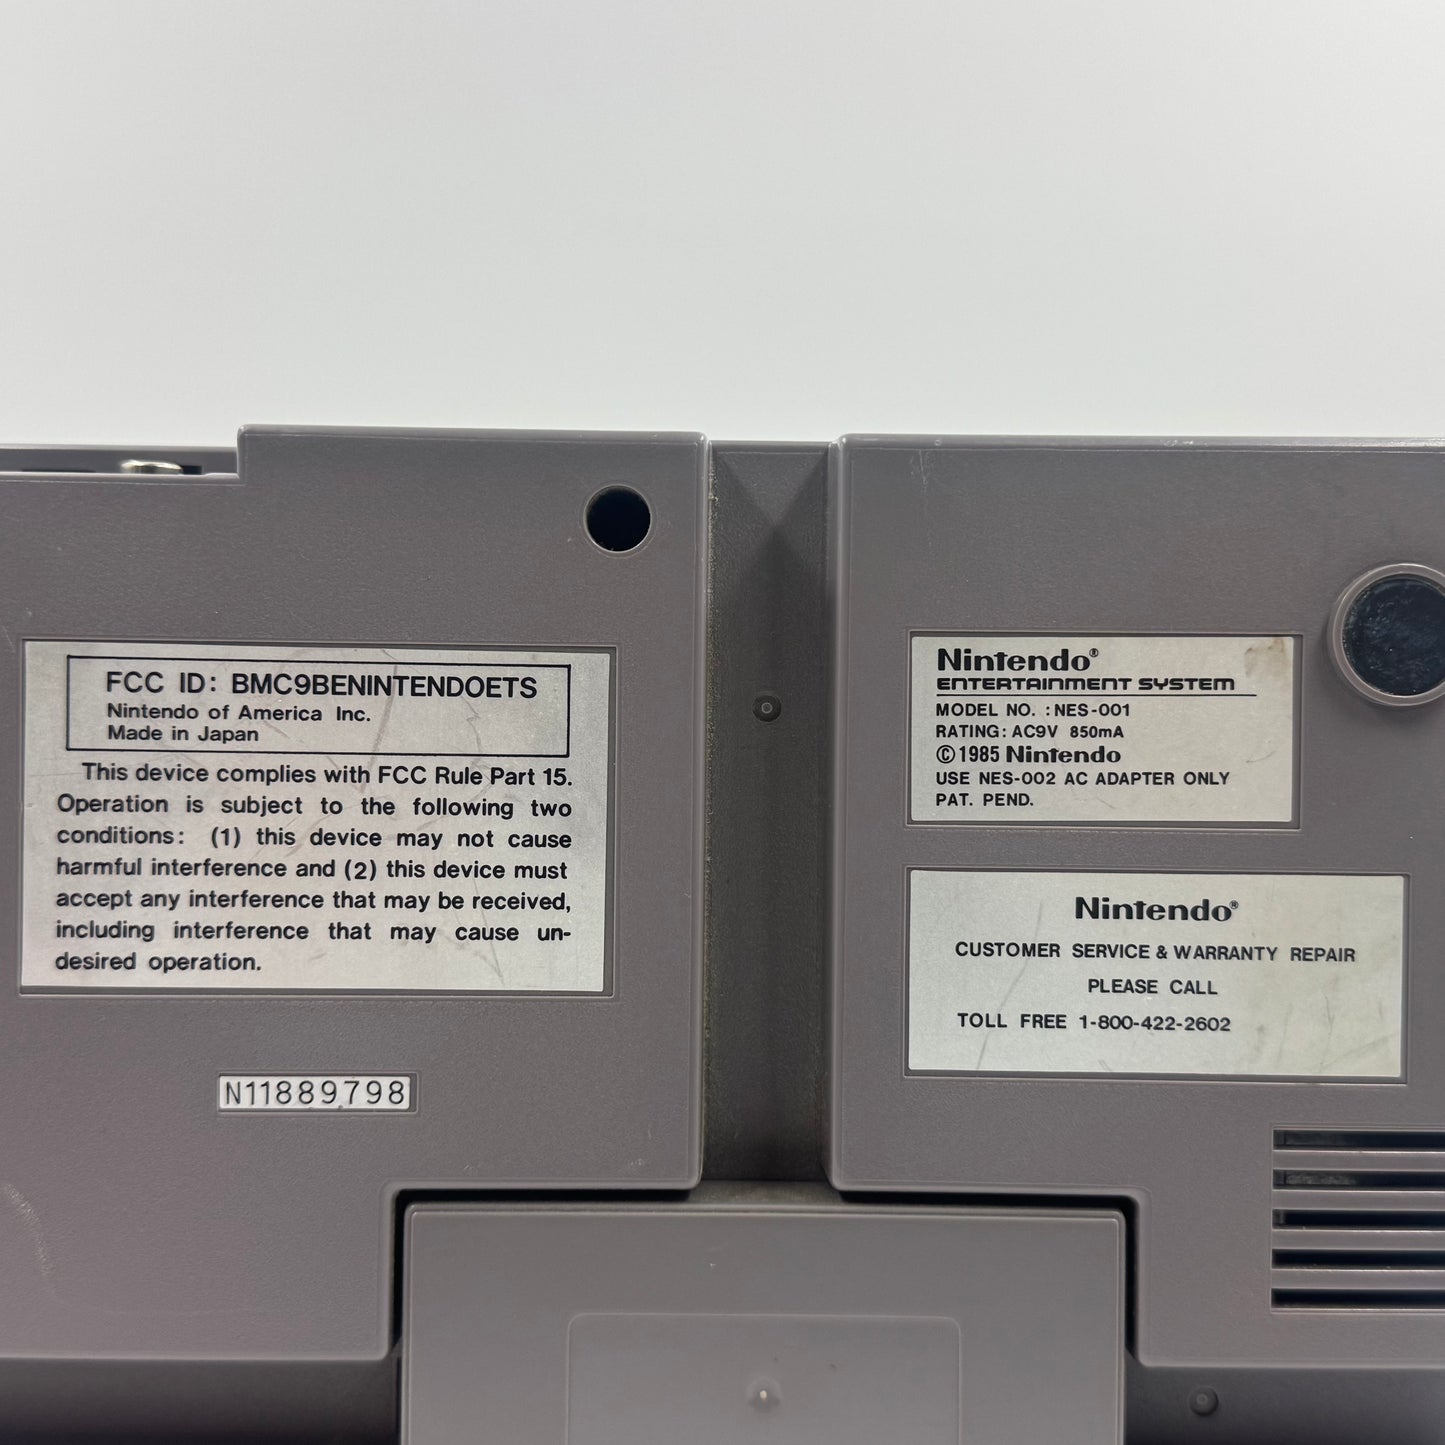 FCC ID: BMC9BENINTENDOETS
Nintendo of America Inc.
Made in Japan
This device complies with FCC Rule Part 15.
Operation is subject to the following two
conditions: (1) this device may not cause
harmful interference and (2) this device must
accept any interference that may be received,
including interference that may cause un-
desired operation.
N11889798
Nintendo®
ENTERTAINMENT SYSTEM
MODEL NO. : NES-001
RATING: AC9V 850mA
©1985 Nintendo
USE NES-002 AC ADAPTER ONLY
PAT. PEND.
Nintendo®
CUSTOMER SERVICE & WARRANTY REPAIR
PLEASE CALL
TOLL FREE 1-800-422-2602